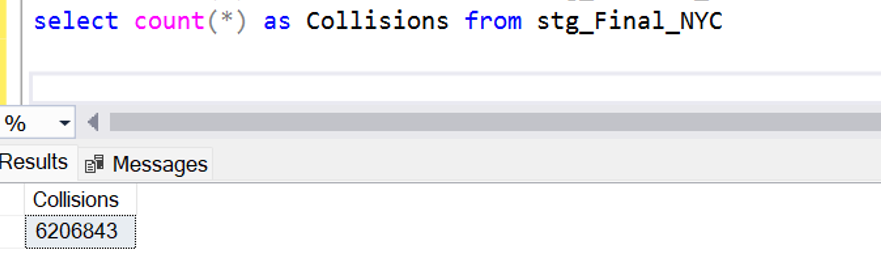 select count(*) as Collisions from stg_Final_NYC
%
Results Messages
Collisions
6206843